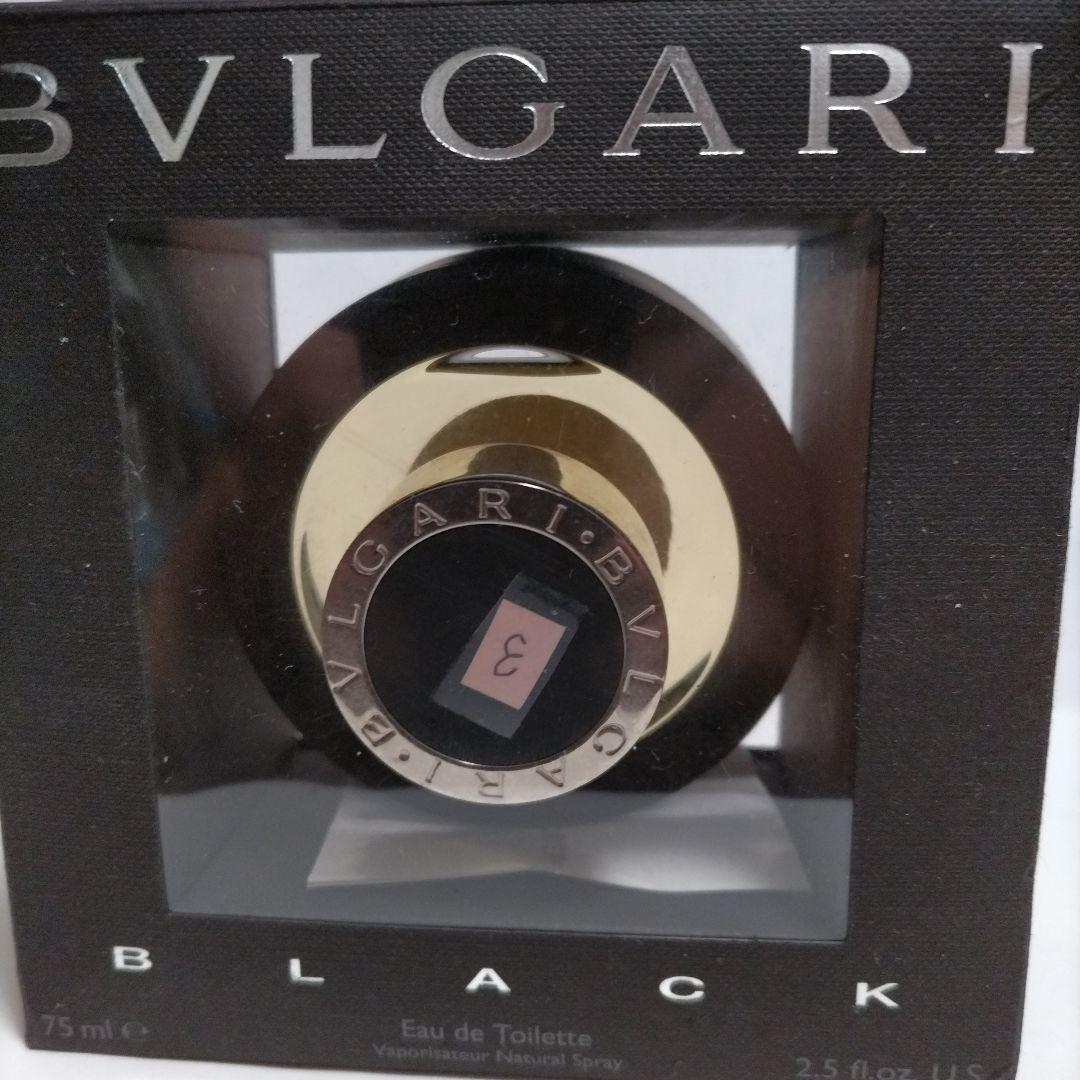 BVLGARI
BVLGARI • BVLGARI •
3
BLACK
75 ml e
Eau de Toilette
Vaporisateur Natural Spray
2.5 fl.oz. U.S.